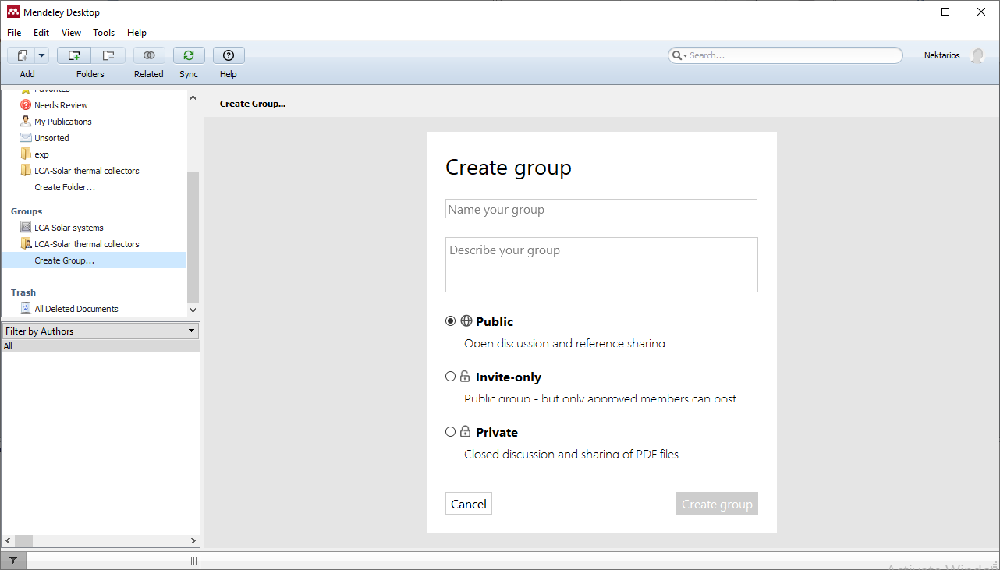 Mendeley Desktop
File Edit View Tools Help
Search...
Nektarios
Add Folders Related Sync Help
Favorites
Needs Review
My Publications
Unsorted
exp
LCA-Solar thermal collectors
Create Folder...
Groups
LCA Solar systems
LCA-Solar thermal collectors
Create Group...
Trash
All Deleted Documents
Filter by Authors
All
Create Group...
Create group
Name your group
Describe your group
Public
Open discussion and reference sharing
Invite-only
Public group - but only approved members can post
Private
Closed discussion and sharing of PDF files
Cancel Create group